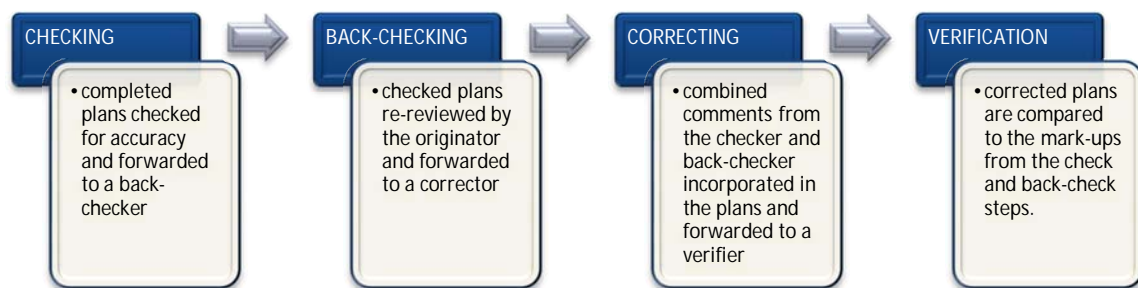 CHECKING
• completed
plans checked
for accuracy
and forwarded
to a back-
checker
BACK-CHECKING
• checked plans
re-reviewed by
the originator
and forwarded
to a corrector
CORRECTING
• combined
comments from
the checker and
back-checker
incorporated in
the plans and
forwarded to a
verifier
VERIFICATION
• corrected plans
are compared
to the mark-ups
from the check
and back-check
steps.